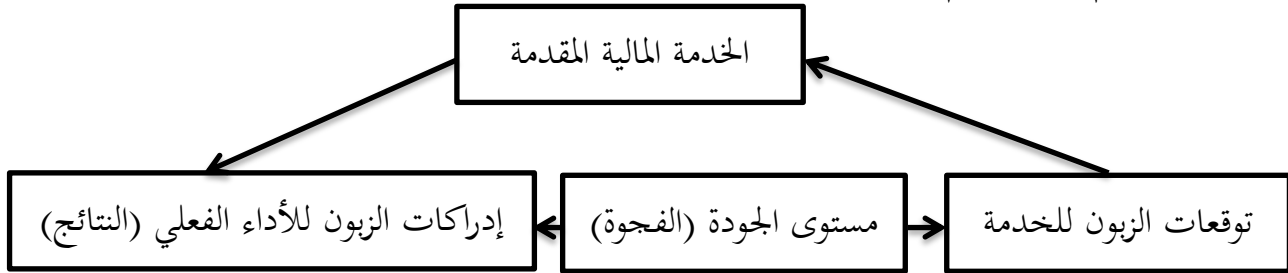 الخدمة المالية المقدمة
توقعات الزبون للخدمة
مستوى الجودة (الفجوة)
إدراكات الزبون للأداء الفعلي (النتائج)